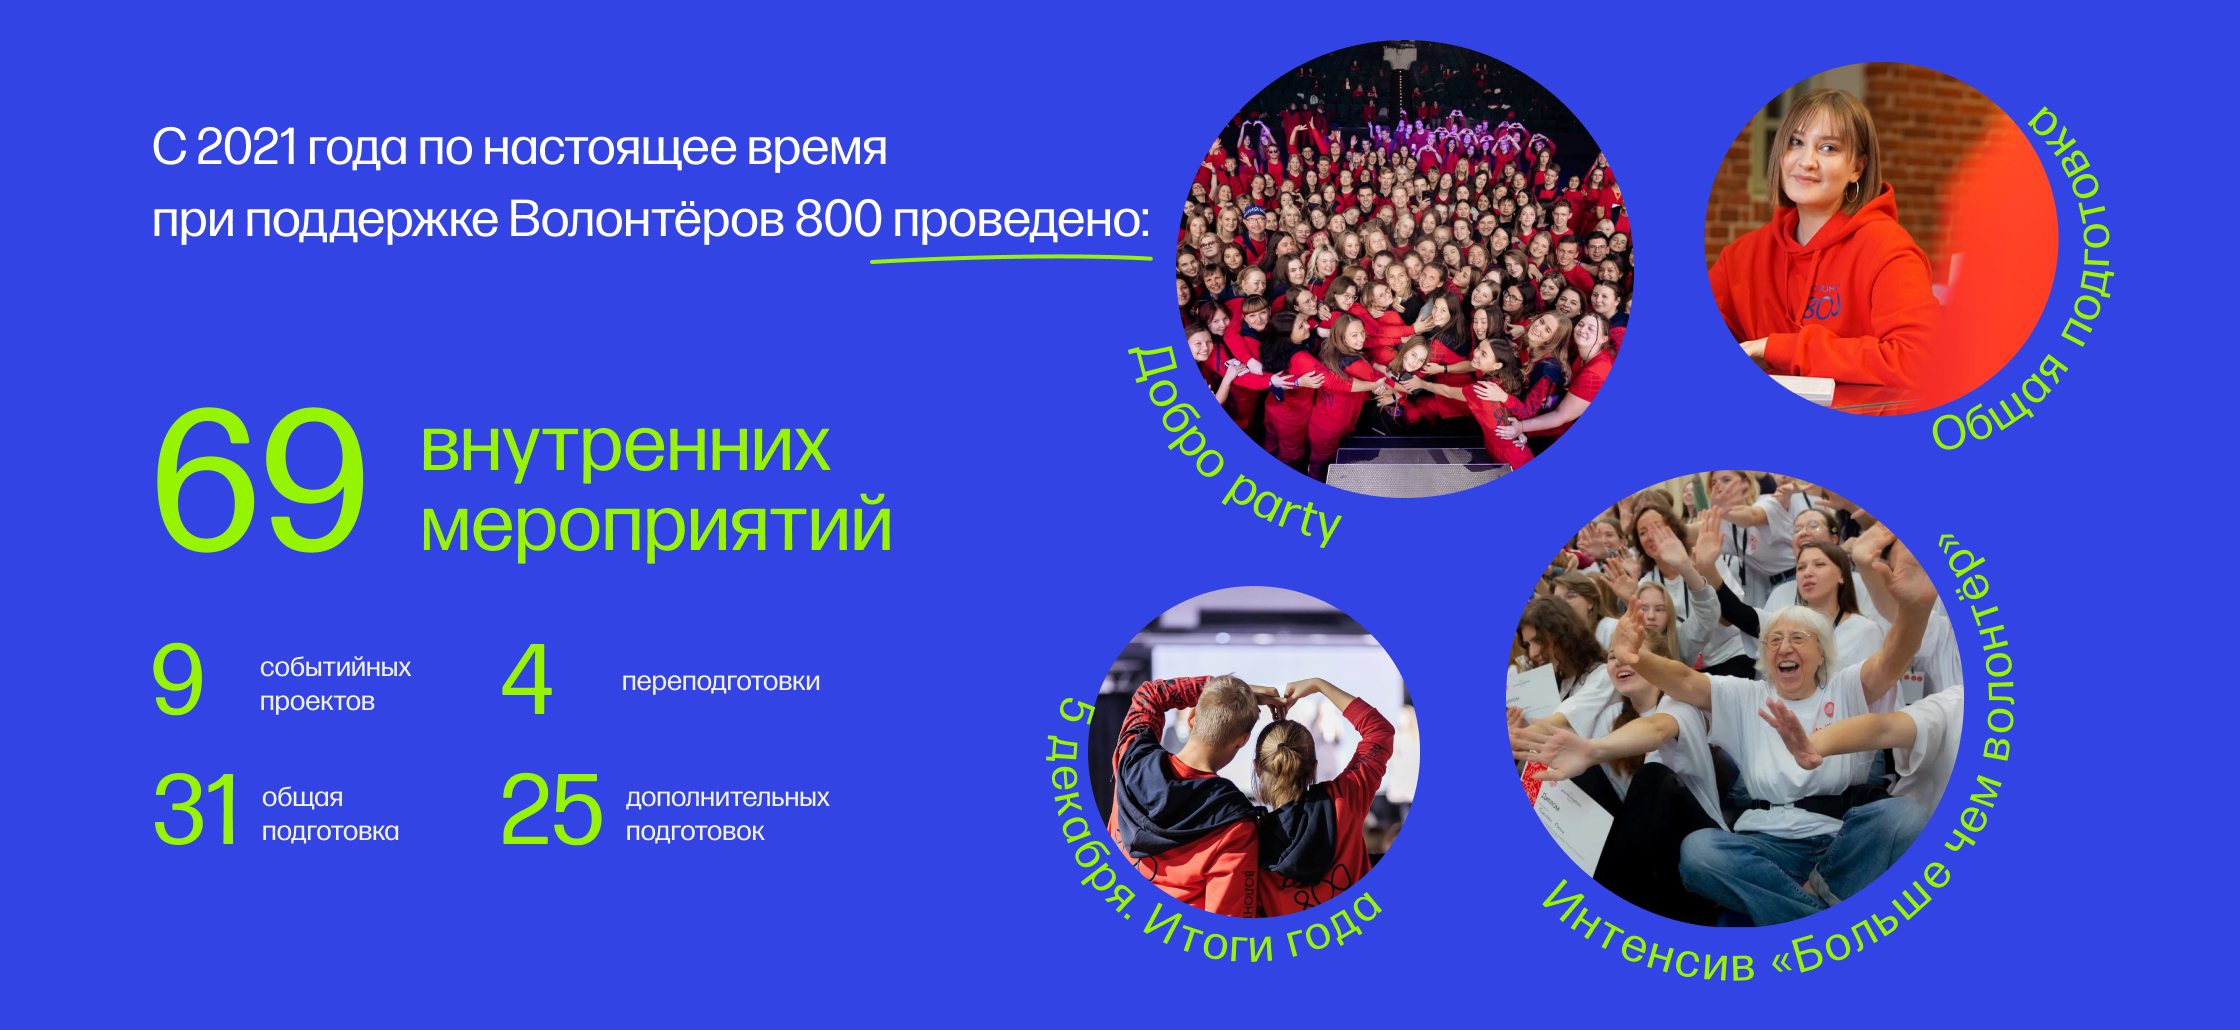 С 2021 года по настоящее время
при поддержке Волонтёров 800 проведено:
69
внутренних
мероприятий
9
событийных
проектов
4
переподготовки
31
общая
подготовка
25
дополнительных
подготовок
Добро party
Общая подготовка
5 декабря. Итоги года
Интенсив «Больше чем волонтёр»